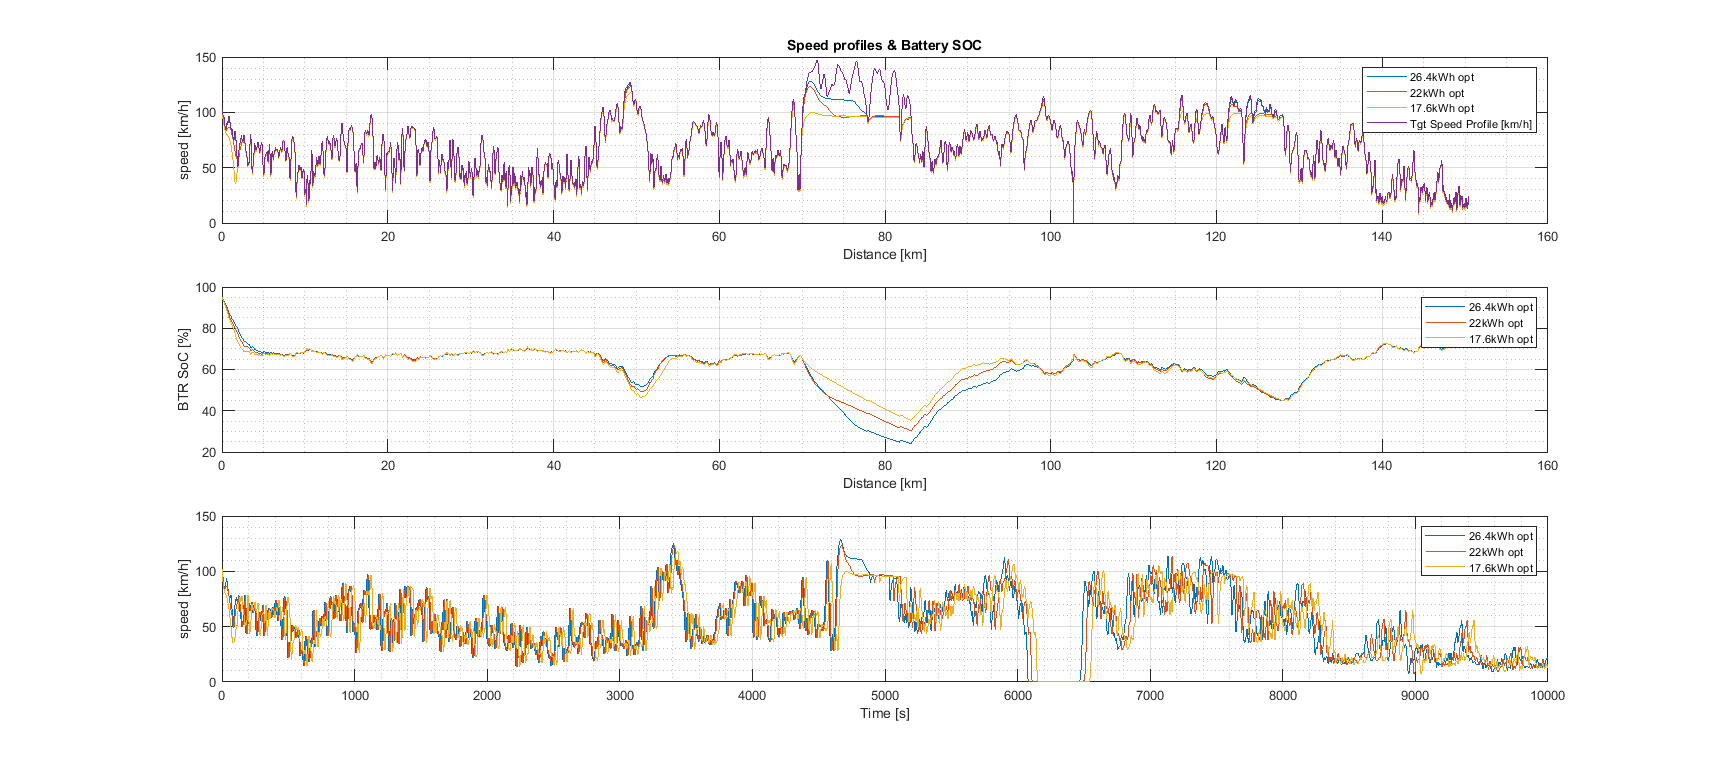 Speed profiles & Battery SOC
150
100
50
0
speed [km/h]
26.4kWh opt
22kWh opt
17.6kWh opt
Tgt Speed Profile [km/h]
0 20 40 60 80 100 120 140 160
Distance [km]
100
80
60
40
20
BTR SoC [%]
26.4kWh opt
22kWh opt
17.6kWh opt
0 20 40 60 80 100 120 140 160
Distance [km]
150
100
50
0
speed [km/h]
26.4kWh opt
22kWh opt
17.6kWh opt
0 1000 2000 3000 4000 5000 6000 7000 8000 9000 10000
Time [s]